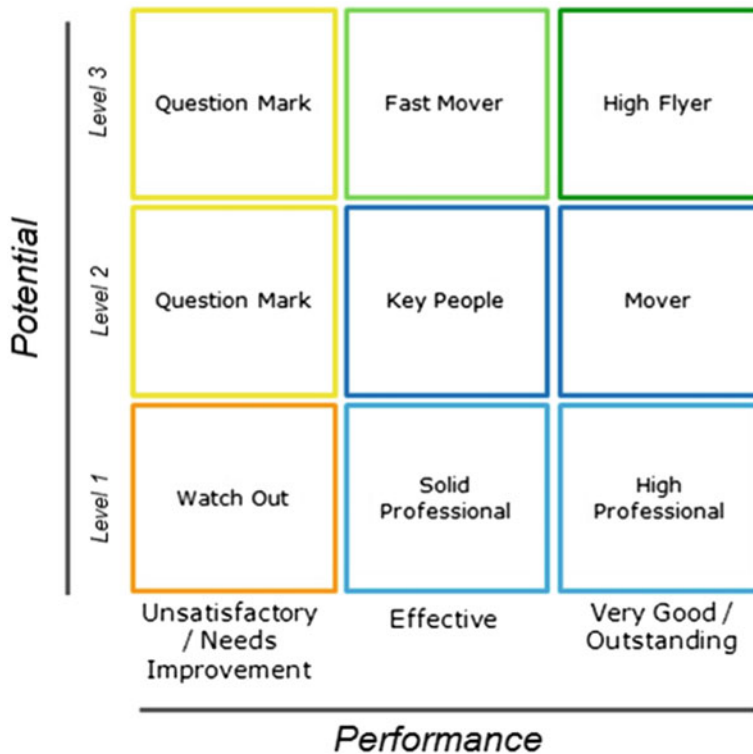 Potential
Level 3
Question Mark
Fast Mover
High Flyer
Level 2
Question Mark
Key People
Mover
Level 1
Watch Out
Solid
Professional
High
Professional
Unsatisfactory
/ Needs
Improvement
Effective
Very Good /
Outstanding
Performance